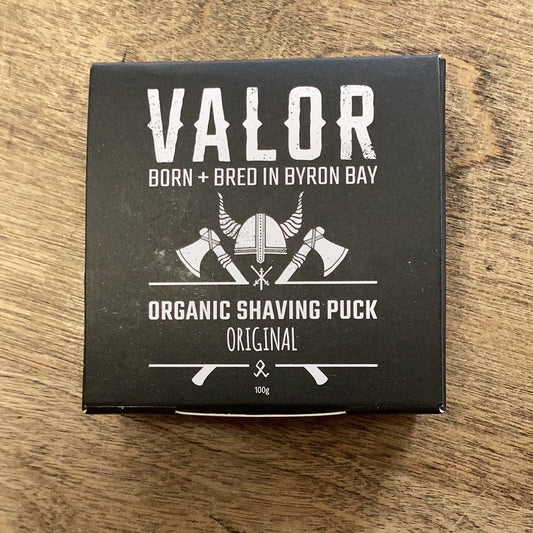 VALOR
BORN + BRED IN BYRON BAY
ORGANIC SHAVING PUCK
ORIGINAL
100g